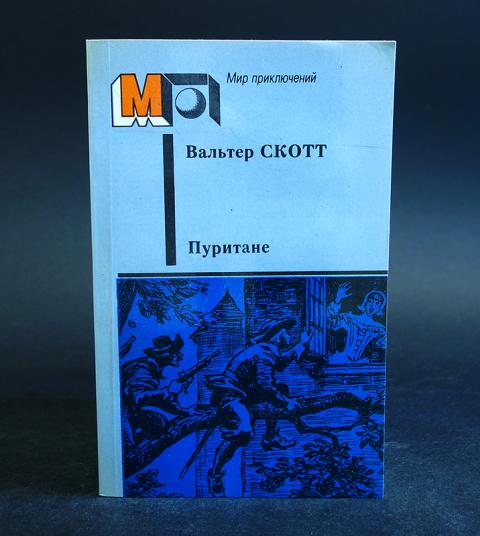 М
Мир приключений
Вальтер СКОТТ
Пуритане